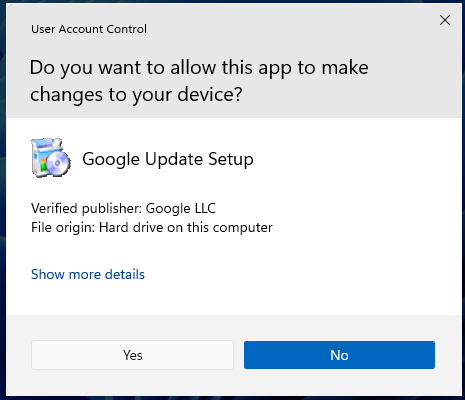 User Account Control
Do you want to allow this app to make
changes to your device?
Google Update Setup
Verified publisher: Google LLC
File origin: Hard drive on this computer
Show more details
Yes
No